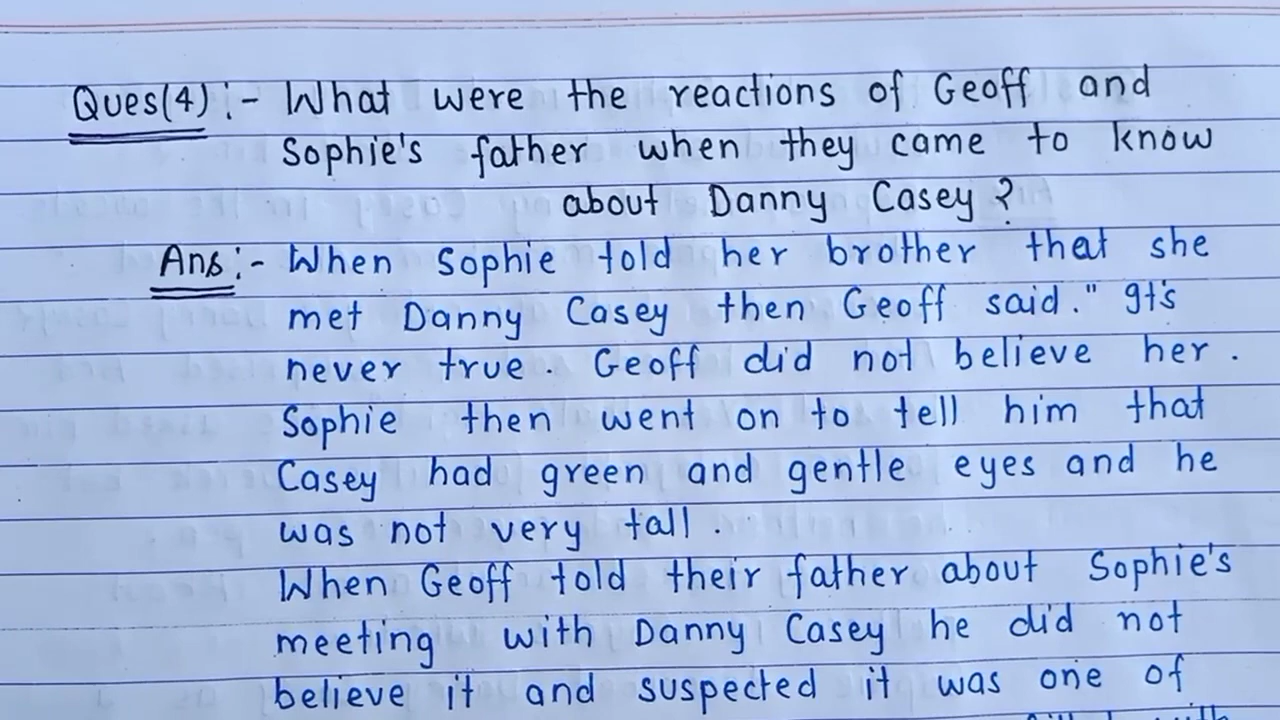 Ques(4):- What were the reactions of Geoff and
Sophie's father when they came to know
about Danny Casey?
Ans:- When Sophie told her brother that she
met Danny Casey then Geoff said." It's
never true. Geoff did not believe her.
Sophie then went on to tell him that
Casey had green and gentle eyes and he
was not very tall.
When Geoff told their father about Sophie's
meeting with Danny Casey he did not
believe it and suspected it was one of